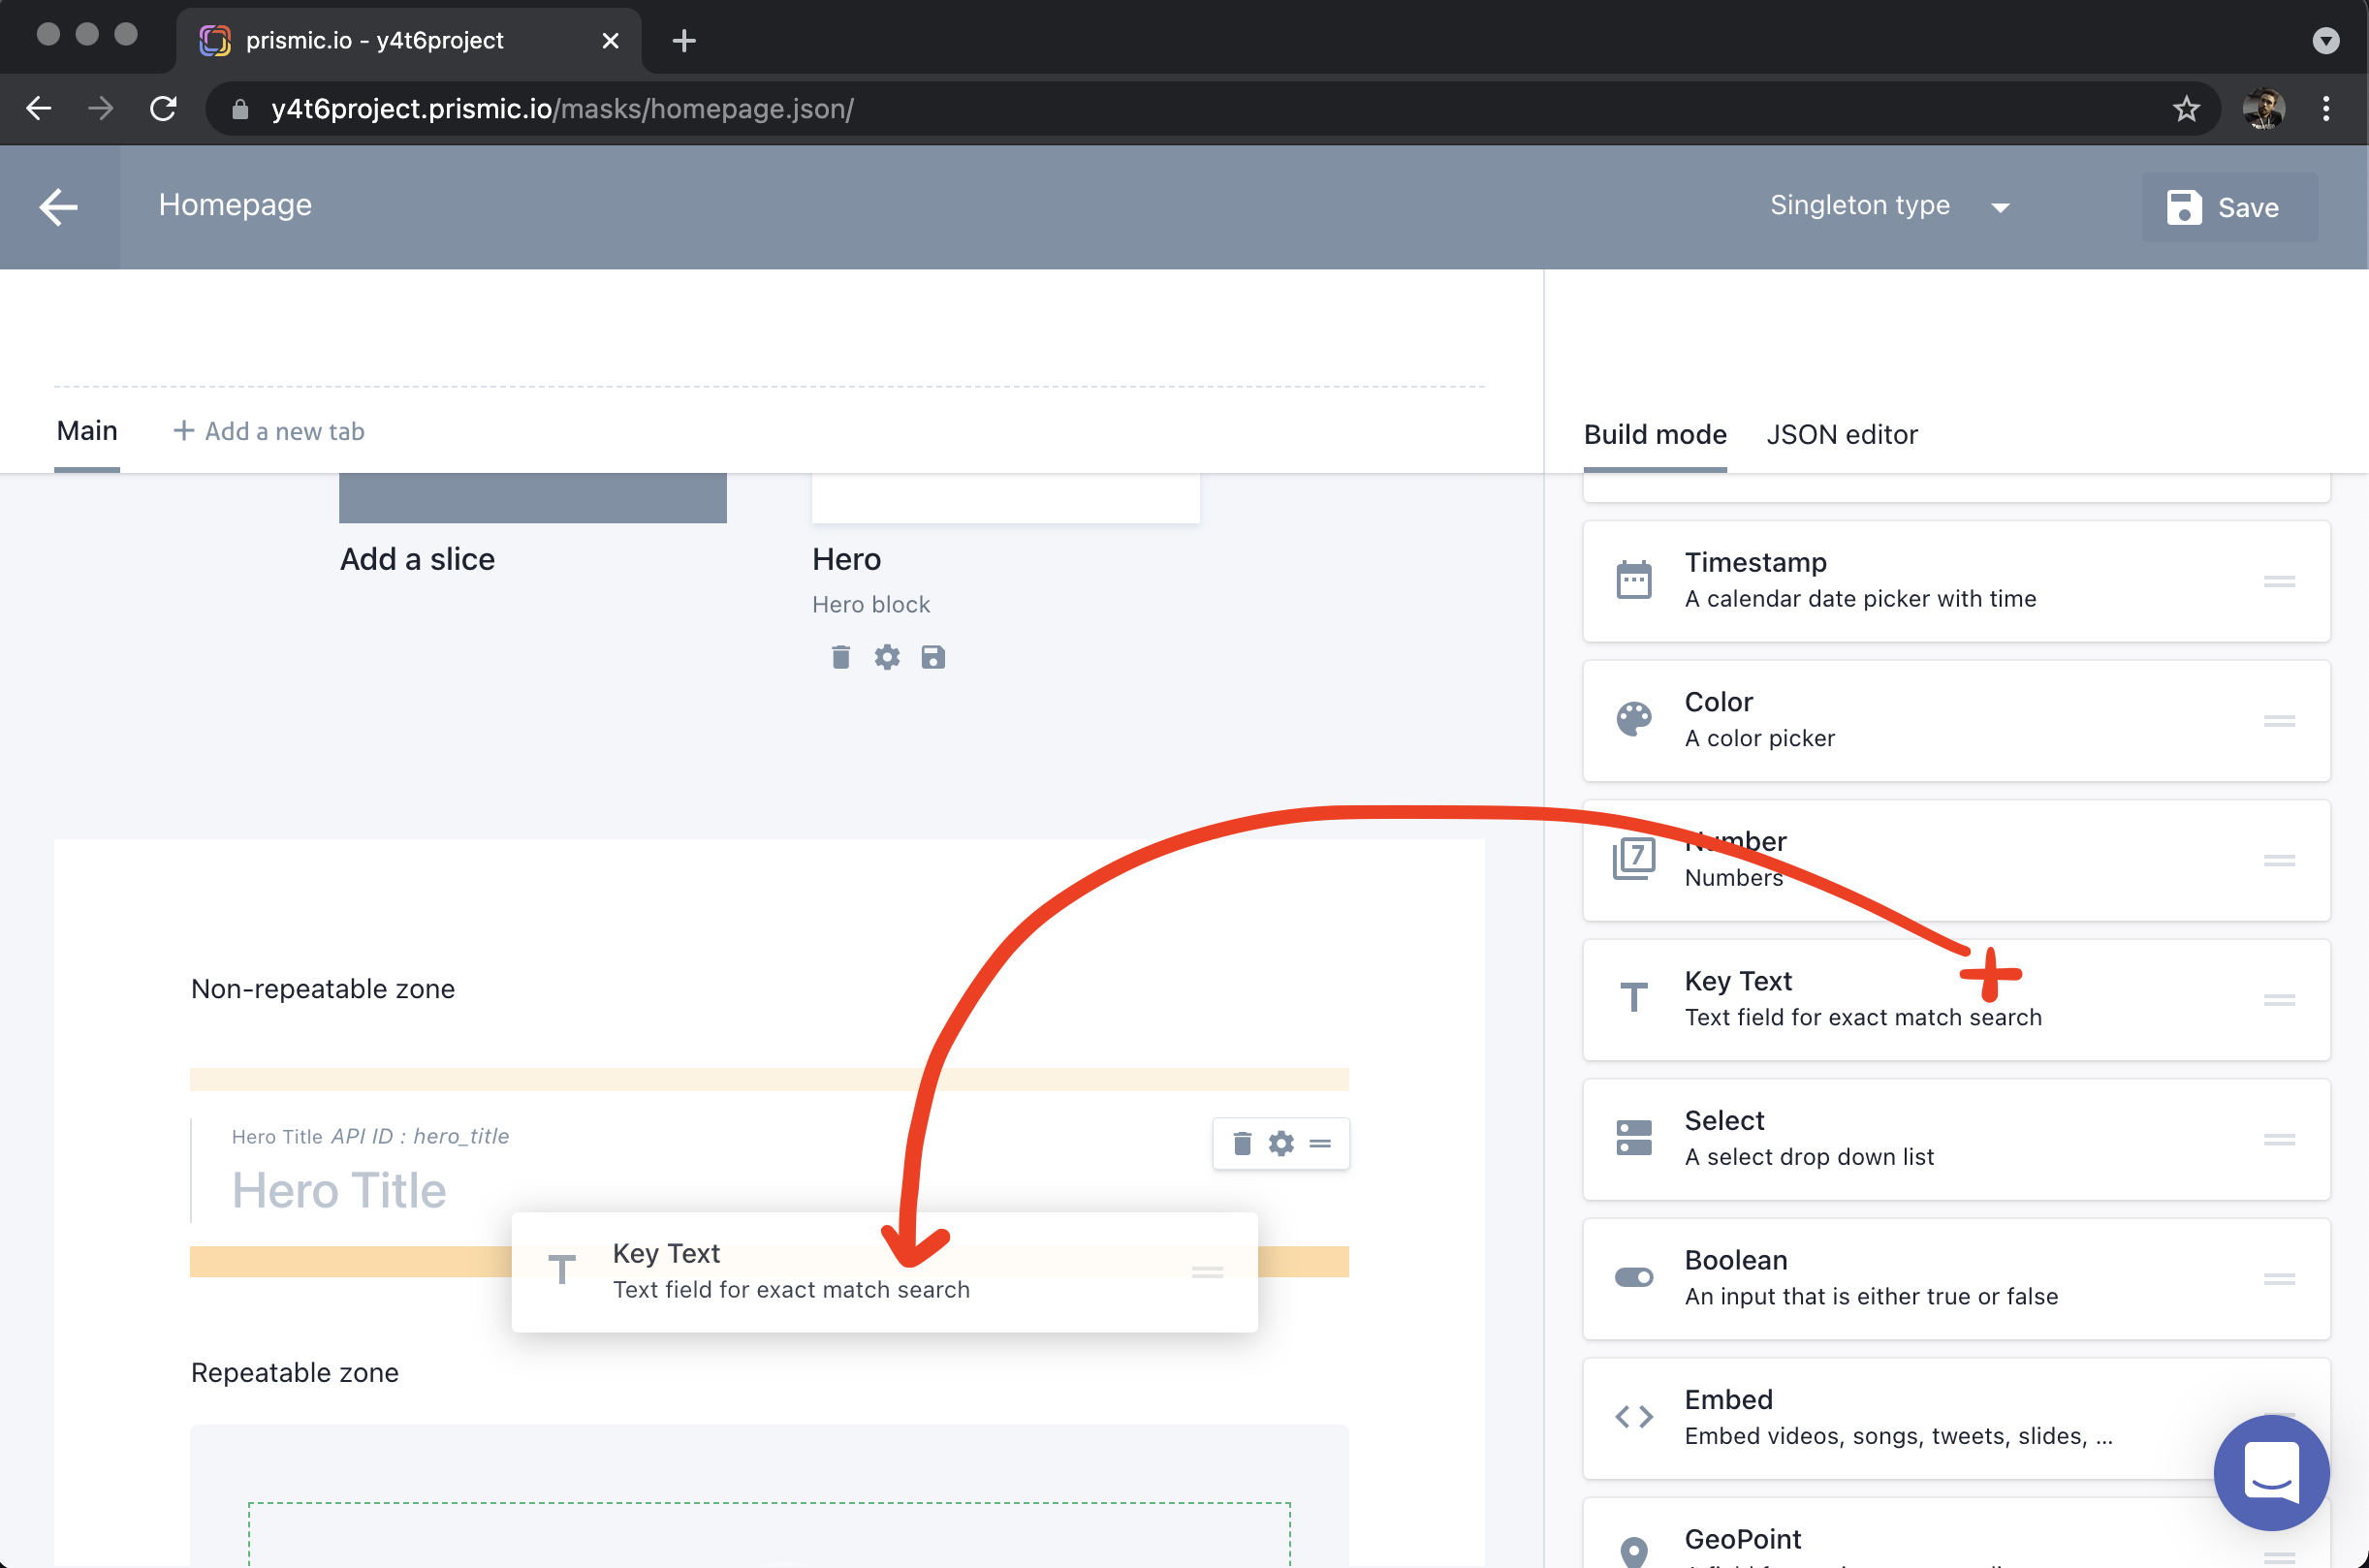 prismic.io - y4t6project
y4t6project.prismic.io/masks/homepage.json/
Homepage
Singleton type
Save
Main
+ Add a new tab
Build mode
JSON editor
Add a slice
Hero
Hero block
Timestamp
A calendar date picker with time
Color
A color picker
7
Number
Numbers
Key Text
Text field for exact match search
Select
A select drop down list
Boolean
An input that is either true or false
Embed
Embed videos, songs, tweets, slides, ...
GeoPoint
Non-repeatable zone
Hero Title API ID : hero_title
Hero Title
Key Text
Text field for exact match search
Repeatable zone